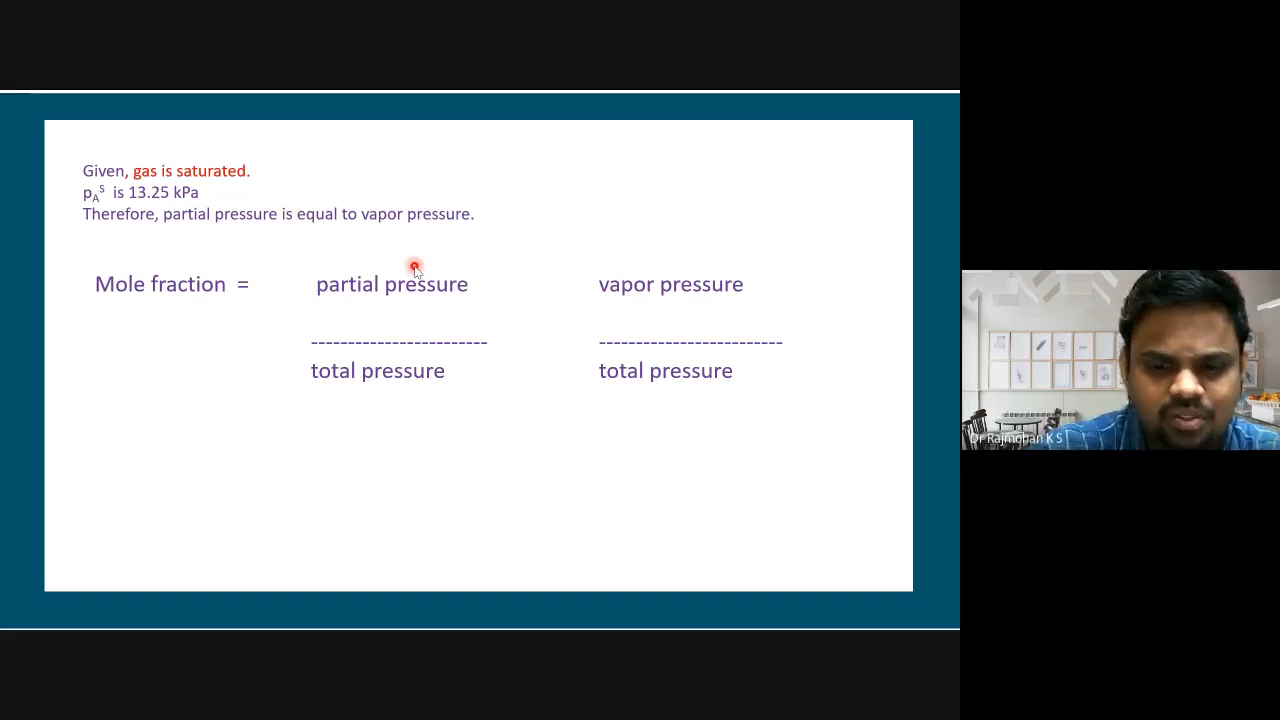 Given, gas is saturated.
pₐˢ is 13.25 kPa
Therefore, partial pressure is equal to vapor pressure.
Mole fraction = partial pressure vapor pressure
------------------------ -------------------------
total pressure total pressure
Dr Rajmohan K S